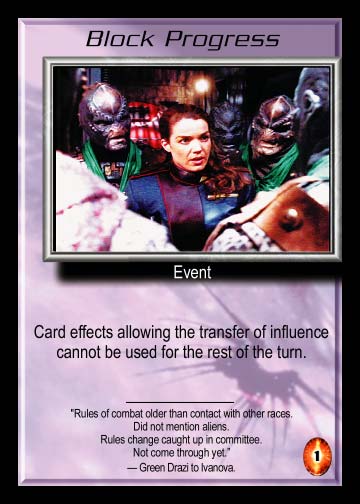 Block Progress
Event
Card effects allowing the transfer of influence
cannot be used for the rest of the turn.
"Rules of combat older than contact with other races.
Did not mention aliens.
Rules change caught up in committee.
Not come through yet."
— Green Drazi to Ivanova.
1